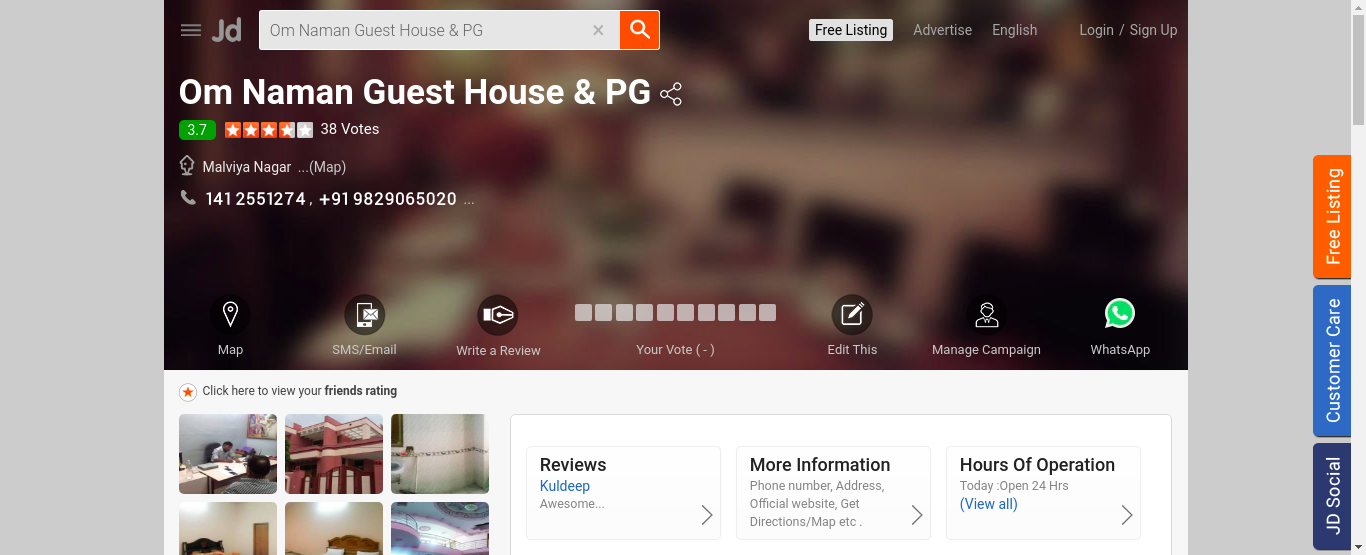 Jd
Om Naman Guest House & PG
Free Listing
Advertise
English
Login / Sign Up
Om Naman Guest House & PG
3.7
38 Votes
Malviya Nagar ...(Map)
141 2551274 , +91 9829065020 ...
Map
SMS/Email
Write a Review
Your Vote ( - )
Edit This
Manage Campaign
WhatsApp
Click here to view your friends rating
Reviews
Kuldeep
Awesome...
More Information
Phone number, Address,
Official website, Get
Directions/Map etc .
Hours Of Operation
Today :Open 24 Hrs
(View all)
Free Listing
Customer Care
JD Social